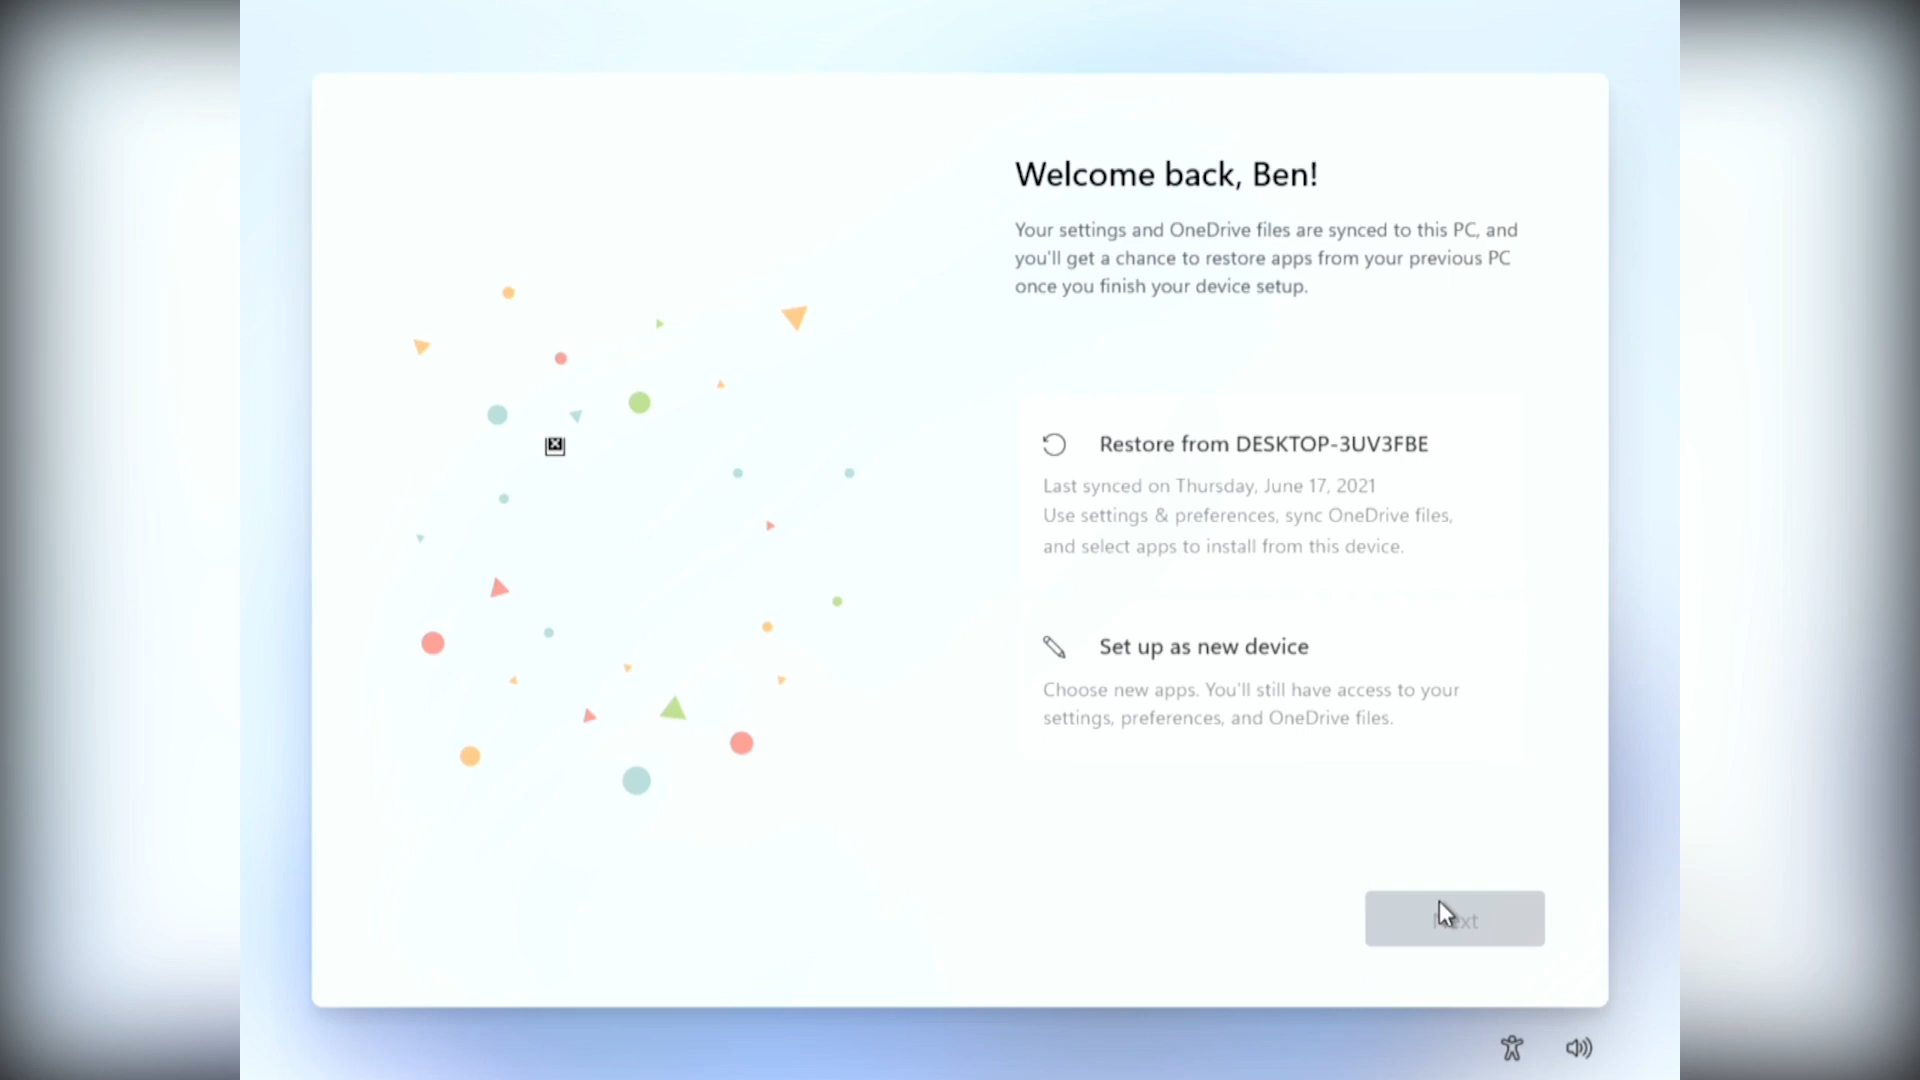 Welcome back, Ben!
Your settings and OneDrive files are synced to this PC, and
you'll get a chance to restore apps from your previous PC
once you finish your device setup.
Restore from DESKTOP-3UV3FBE
Last synced on Thursday, June 17, 2021
Use settings & preferences, sync OneDrive files,
and select apps to install from this device.
Set up as new device
Choose new apps. You'll still have access to your
settings, preferences, and OneDrive files.
Next